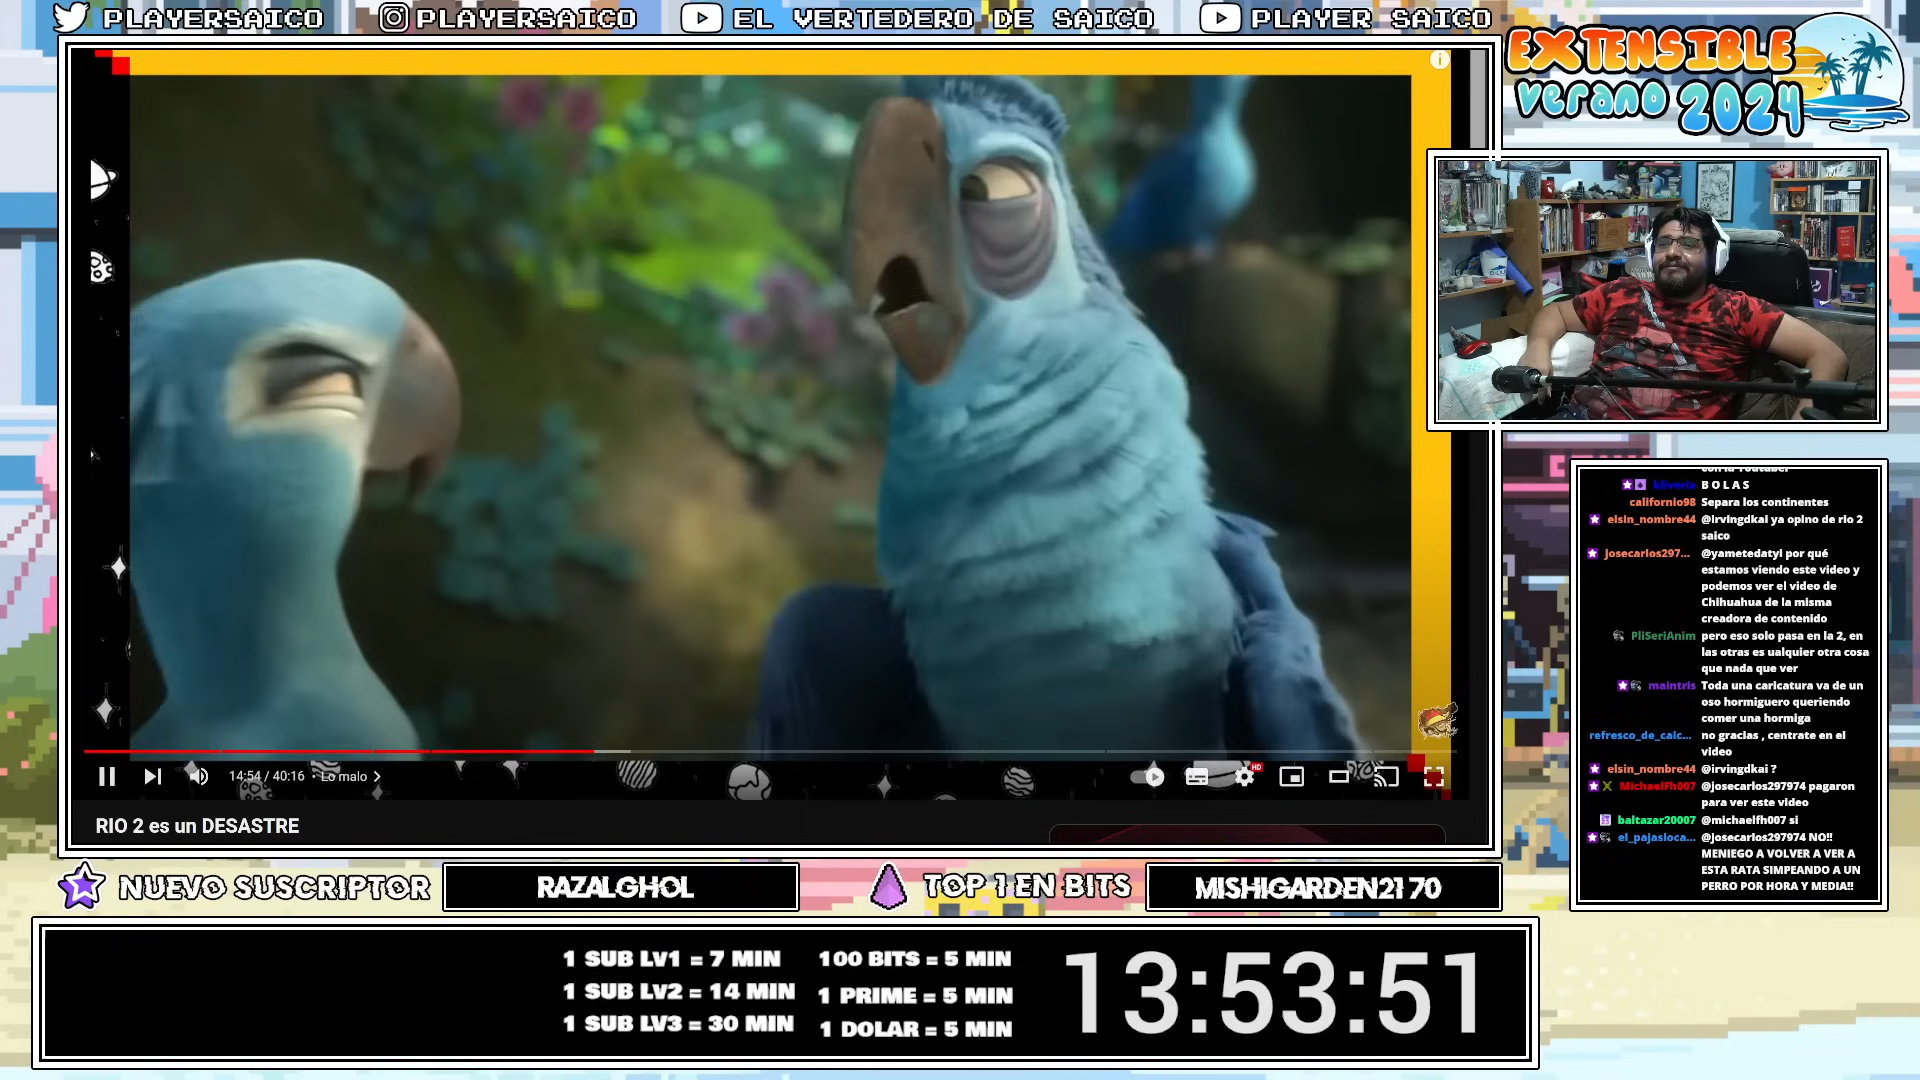 PLAYERSAICO PLAYERSAICO EL VERTEDERO DE SAICO PLAYER SAICO
EXTENSIBLE
verano 2024
B O L A S
californio98 Separa los continentes
elsin_nombre44 @irvingdkai ya opino de rio 2
saico
josecarlos297... @yametedatyl por qué
estamos viendo este video y
podemos ver el video de
Chihuahua de la misma
creadora de contenido
PliSeriAnim pero eso solo pasa en la 2, en
las otras es ualquier otra cosa
que nada que ver
maintris Toda una caricatura va de un
oso hormiguero queriendo
comer una hormiga
refresco_de_calc... no gracias , centrate en el
video
elsin_nombre44 @irvingdkai ?
MichaelFh007 @josecarlos297974 pagaron
para ver este video
baltazar20007 @michaelfh007 si
el_pajasloca... @josecarlos297974 NO!!
MENIEGO A VOLVER A VER A
ESTA RATA SIMPEANDO A UN
PERRO POR HORA Y MEDIA!!
14:54 / 40:16 • Lo malo
HD
RIO 2 es un DESASTRE
NUEVO SUSCRIPTOR RAZALGHOL TOP 1 EN BITS MISHIGARDEN21 70
1 SUB LV1 = 7 MIN 100 BITS = 5 MIN
1 SUB LV2 = 14 MIN 1 PRIME = 5 MIN
1 SUB LV3 = 30 MIN 1 DOLAR = 5 MIN
13:53:51